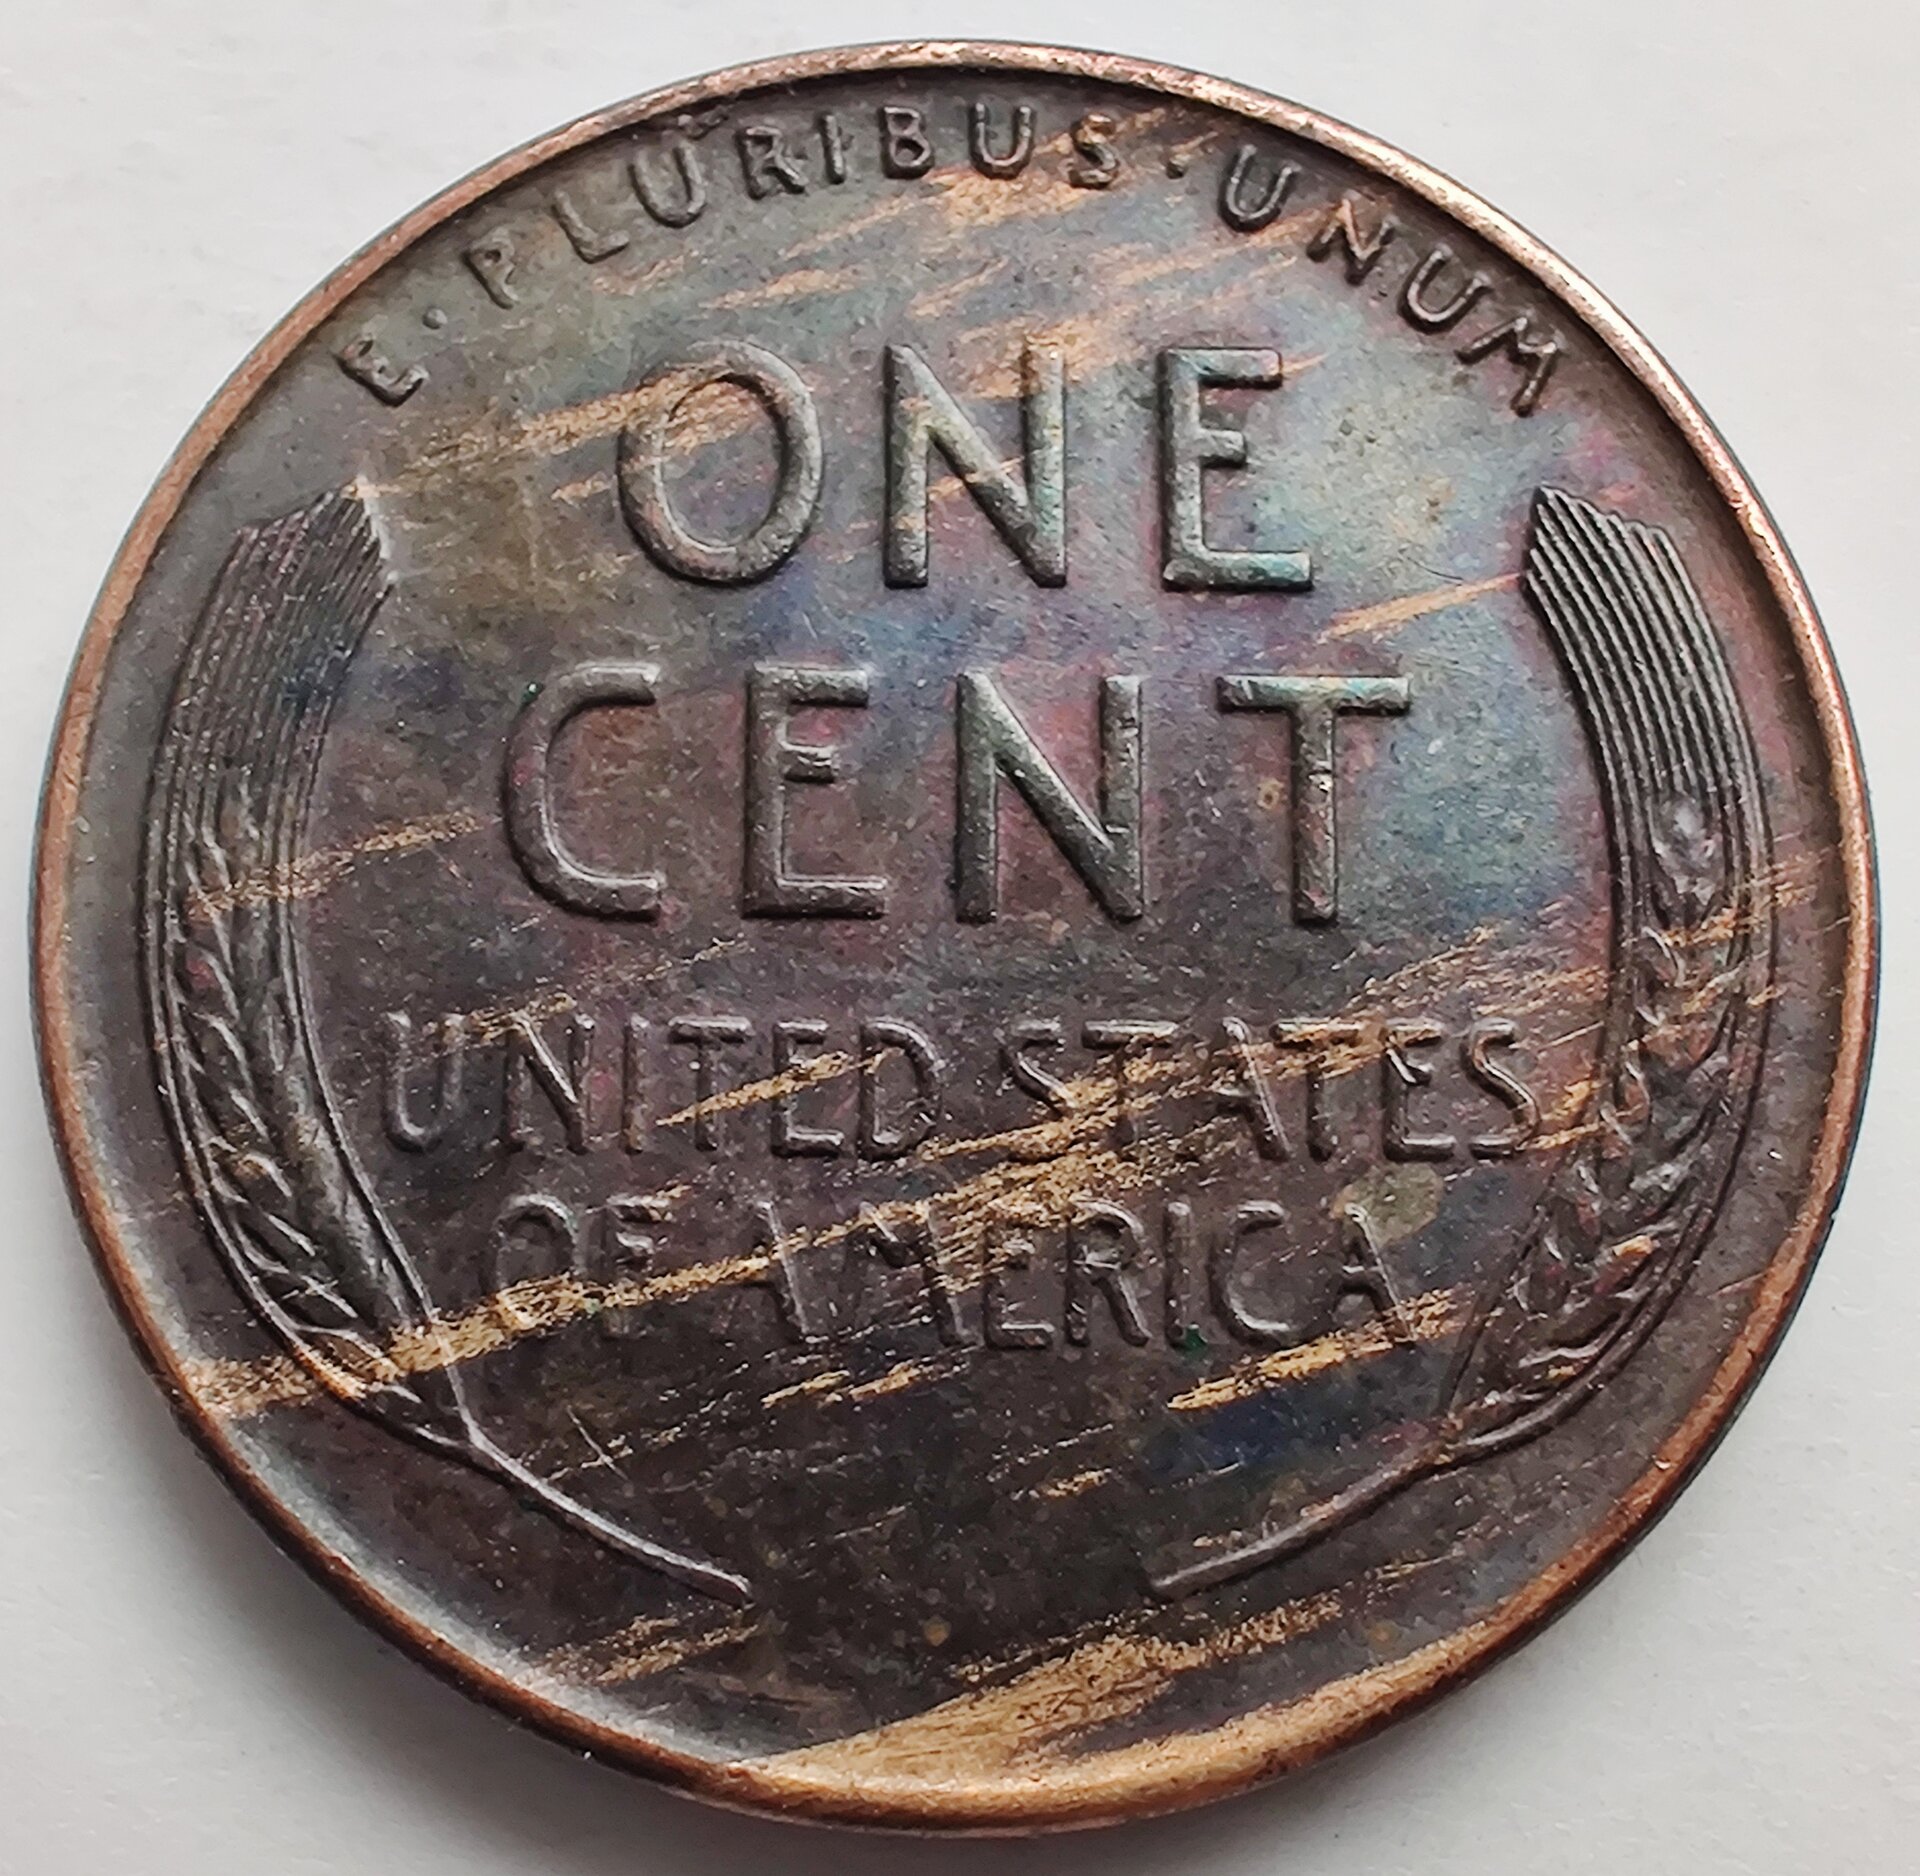 E · PLURIBUS · UNUM
ONE
CENT
UNITED STATES
OF AMERICA